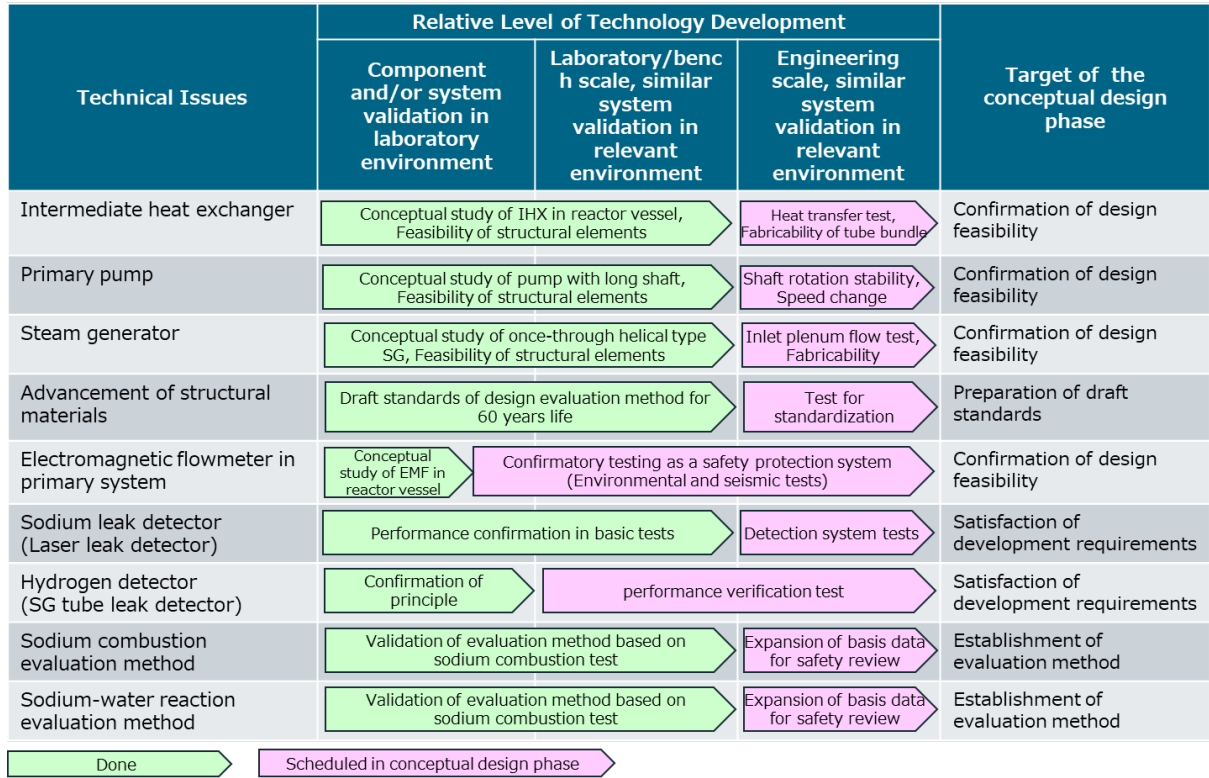 Technical Issues
Relative Level of Technology Development
Component
and/or system
validation in
laboratory
environment
Laboratory/benc
h scale, similar
system
validation in
relevant
environment
Engineering
scale, similar
system
validation in
relevant
environment
Target of the
conceptual design
phase
Intermediate heat exchanger
Conceptual study of IHX in reactor vessel,
Feasibility of structural elements
Heat transfer test,
Fabricability of tube bundle
Confirmation of design
feasibility
Primary pump
Conceptual study of pump with long shaft,
Feasibility of structural elements
Shaft rotation stability,
Speed change
Confirmation of design
feasibility
Steam generator
Conceptual study of once-through helical type
SG, Feasibility of structural elements
Inlet plenum flow test,
Fabricability
Confirmation of design
feasibility
Advancement of structural
materials
Draft standards of design evaluation method for
60 years life
Test for
standardization
Preparation of draft
standards
Electromagnetic flowmeter in
primary system
Conceptual
study of EMF in
reactor vessel
Confirmatory testing as a safety protection system
(Environmental and seismic tests)
Confirmation of design
feasibility
Sodium leak detector
(Laser leak detector)
Performance confirmation in basic tests
Detection system tests
Satisfaction of
development requirements
Hydrogen detector
(SG tube leak detector)
Confirmation of
principle
performance verification test
Satisfaction of
development requirements
Sodium combustion
evaluation method
Validation of evaluation method based on
sodium combustion test
Expansion of basis data
for safety review
Establishment of
evaluation method
Sodium-water reaction
evaluation method
Validation of evaluation method based on
sodium combustion test
Expansion of basis data
for safety review
Establishment of
evaluation method
Done
Scheduled in conceptual design phase